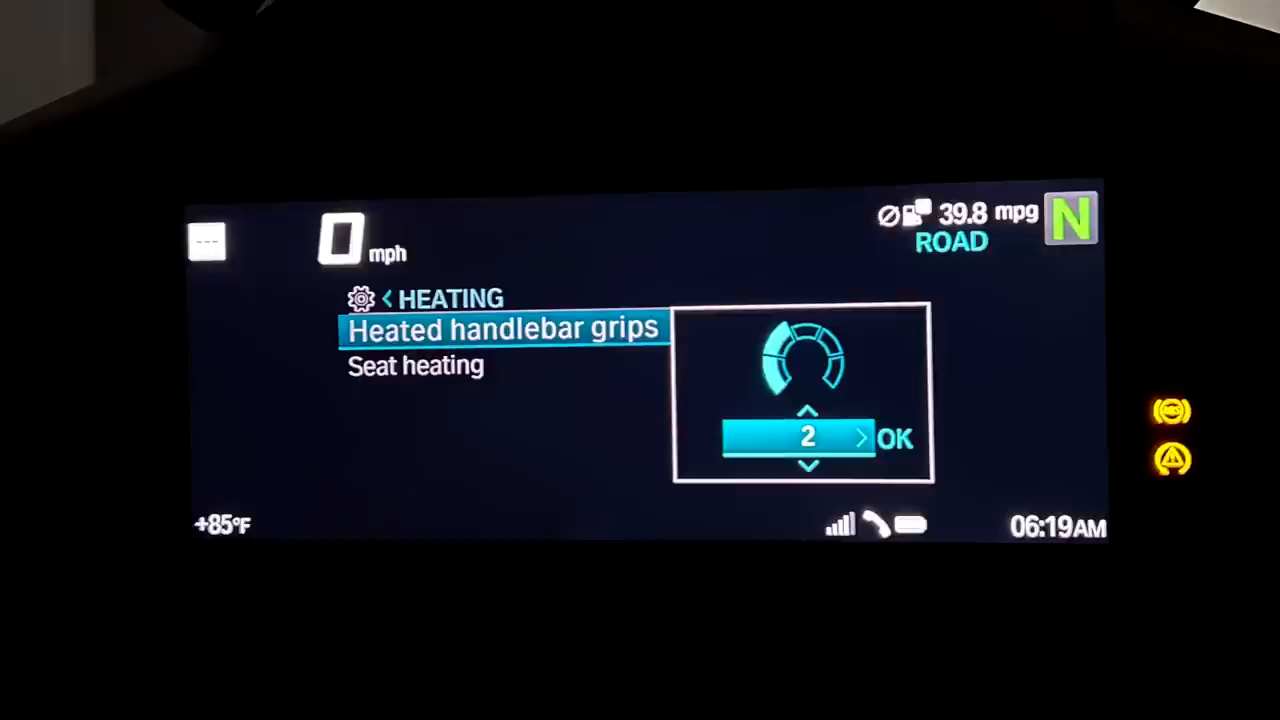 ---
0 mph
Ø 39.8 mpg
N
ROAD
< HEATING
Heated handlebar grips
Seat heating
2
OK
+85°F
06:19AM